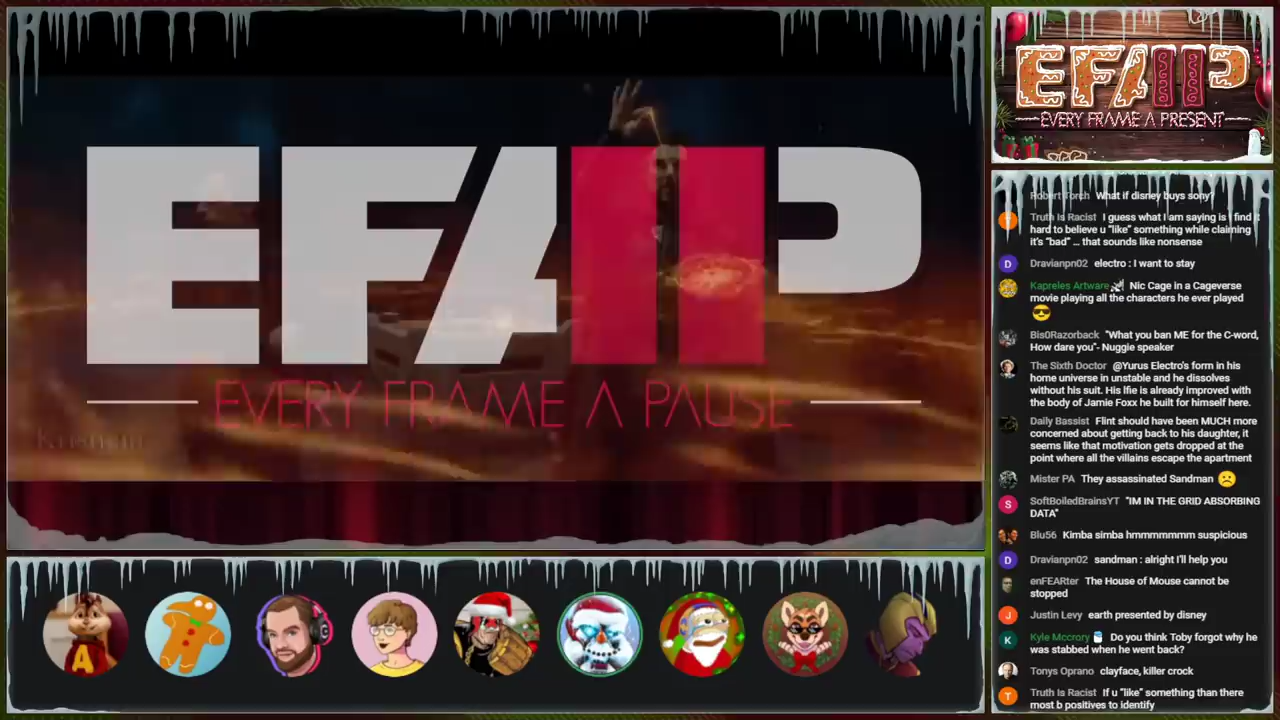 EFAIIP
EVERY FRAME A PAUSE
A
EFAIIP
EVERY FRAME A PRESENT
Robert Torch What if disney buys sony?
Truth Is Racist I guess what I am saying is I find it
hard to believe u "like" something while claiming
it's "bad" ... that sounds like nonsense
D
Dravianpn02 electro : I want to stay
Kapreles Artware Nic Cage in a Cageverse
movie playing all the characters he ever played
Bis0Razorback "What you ban ME for the C-word,
How dare you"- Nuggie speaker
The Sixth Doctor @Yurus Electro's form in his
home universe in unstable and he dissolves
without his suit. His lfie is already improved with
the body of Jamie Foxx he built for himself here.
Daily Bassist Flint should have been MUCH more
concerned about getting back to his daughter, it
seems like that motivation gets dropped at the
point where all the villains escape the apartment
Mister PA They assassinated Sandman
S
SoftBoiledBrainsYT "IM IN THE GRID ABSORBING
DATA"
Blu56 Kimba simba hmmmmmmm suspicious
D
Dravianpn02 sandman : alright I'll help you
enFEARter The House of Mouse cannot be
stopped
J
Justin Levy earth presented by disney
K
Kyle Mccrory Do you think Toby forgot why he
was stabbed when he went back?
Tonys Oprano clayface, killer crock
T
Truth Is Racist If u "like" something than there
most b positives to identify